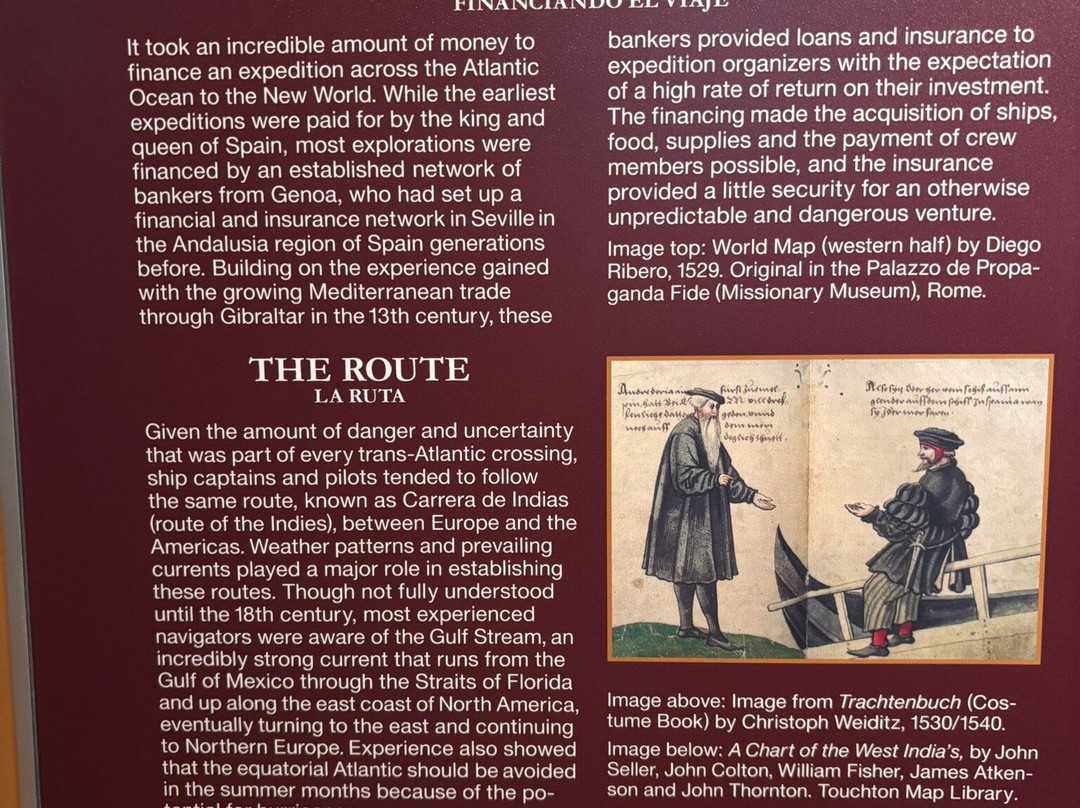 FINANCIANDO EL VIAJE
It took an incredible amount of money to
finance an expedition across the Atlantic
Ocean to the New World. While the earliest
expeditions were paid for by the king and
queen of Spain, most explorations were
financed by an established network of
bankers from Genoa, who had set up a
financial and insurance network in Seville in
the Andalusia region of Spain generations
before. Building on the experience gained
with the growing Mediterranean trade
through Gibraltar in the 13th century, these
bankers provided loans and insurance to
expedition organizers with the expectation
of a high rate of return on their investment.
The financing made the acquisition of ships,
food, supplies and the payment of crew
members possible, and the insurance
provided a little security for an otherwise
unpredictable and dangerous venture.
Image top: World Map (western half) by Diego
Ribero, 1529. Original in the Palazzo de Propa-
ganda Fide (Missionary Museum), Rome.
THE ROUTE
LA RUTA
Given the amount of danger and uncertainty
that was part of every trans-Atlantic crossing,
ship captains and pilots tended to follow
the same route, known as Carrera de Indias
(route of the Indies), between Europe and the
Americas. Weather patterns and prevailing
currents played a major role in establishing
these routes. Though not fully understood
until the 18th century, most experienced
navigators were aware of the Gulf Stream, an
incredibly strong current that runs from the
Gulf of Mexico through the Straits of Florida
and up along the east coast of North America,
eventually turning to the east and continuing
to Northern Europe. Experience also showed
that the equatorial Atlantic should be avoided
in the summer months because of the po-
Image above: Image from Trachtenbuch (Cos-
tume Book) by Christoph Weiditz, 1530/1540.
Image below: A Chart of the West India's, by John
Seller, John Colton, William Fisher, James Atken-
son and John Thornton. Touchton Map Library.